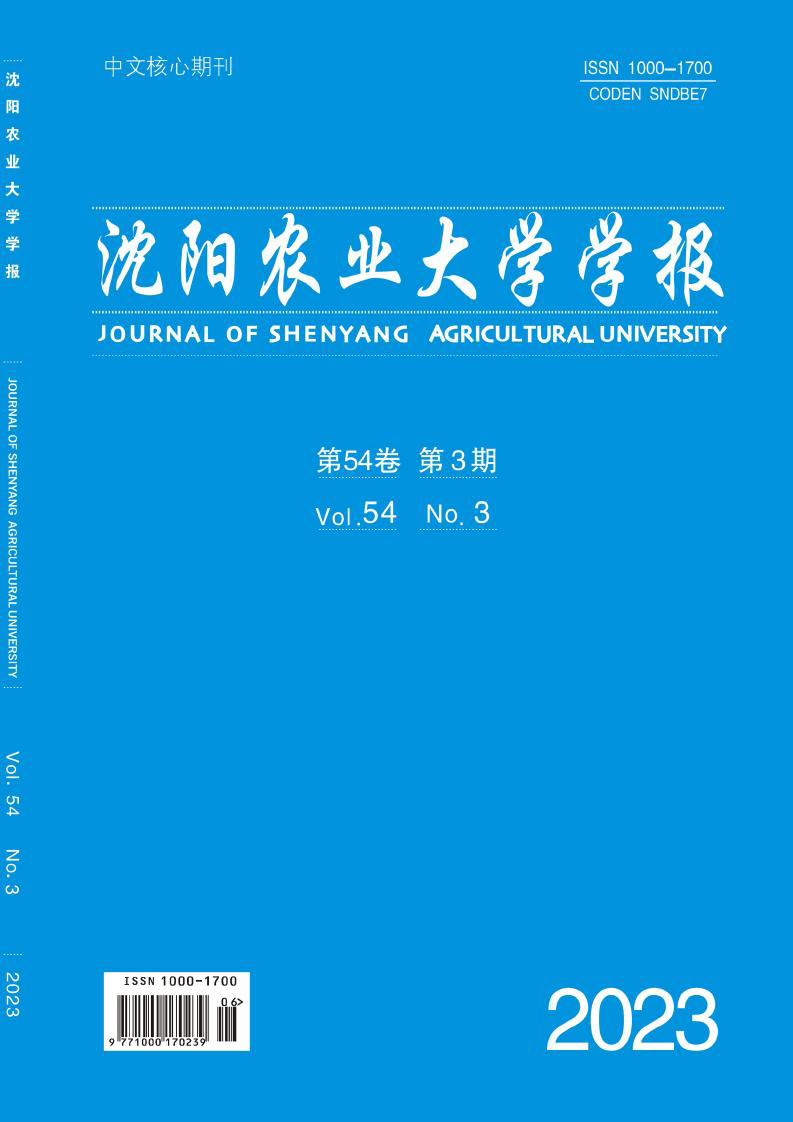 中文核心期刊
ISSN 1000-1700
CODEN SNDBE7
沈阳农业大学学报
JOURNAL OF SHENYANG AGRICULTURAL UNIVERSITY
第54卷 第3期
Vol.54 No.3
ISSN 1000-1700
06>
9 771000 170239
2023
沈阳农业大学学报
JOURNAL OF SHENYANG AGRICULTURAL UNIVERSITY
Vol. 54 No. 3
2023